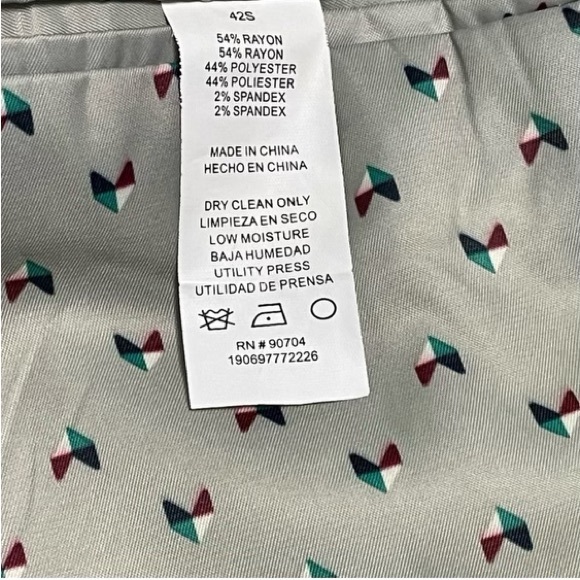 42S
54% RAYON
54% RAYON
44% POLYESTER
44% POLIESTER
2% SPANDEX
2% SPANDEX
MADE IN CHINA
HECHO EN CHINA
DRY CLEAN ONLY
LIMPIEZA EN SECO
LOW MOISTURE
BAJA HUMEDAD
UTILITY PRESS
UTILIDAD DE PRENSA
RN # 90704
190697772226